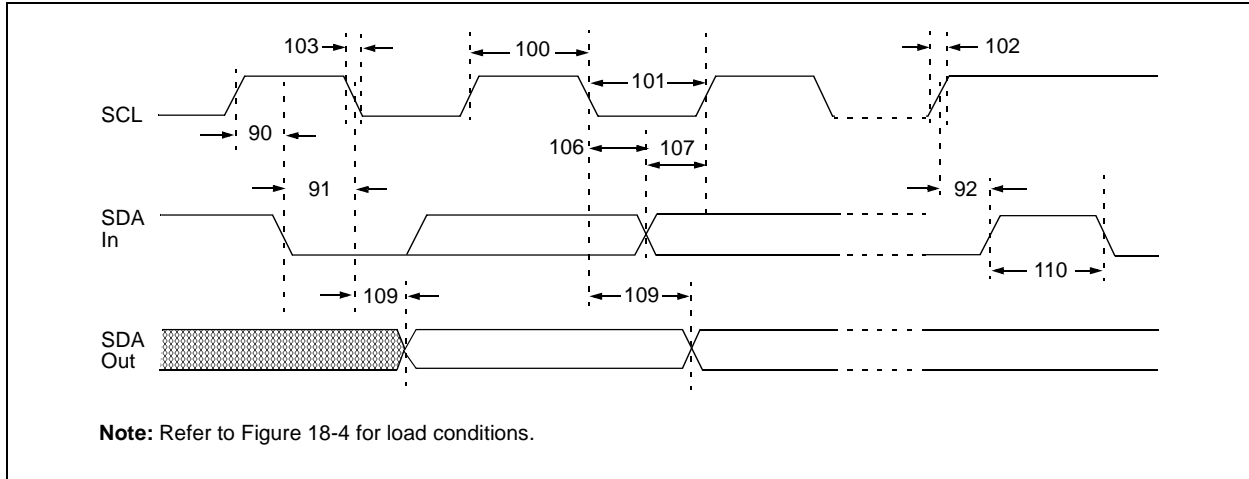 103
100
102
101
SCL
90
106
107
91
92
SDA
In
110
109
109
SDA
Out
Note: Refer to Figure 18-4 for load conditions.